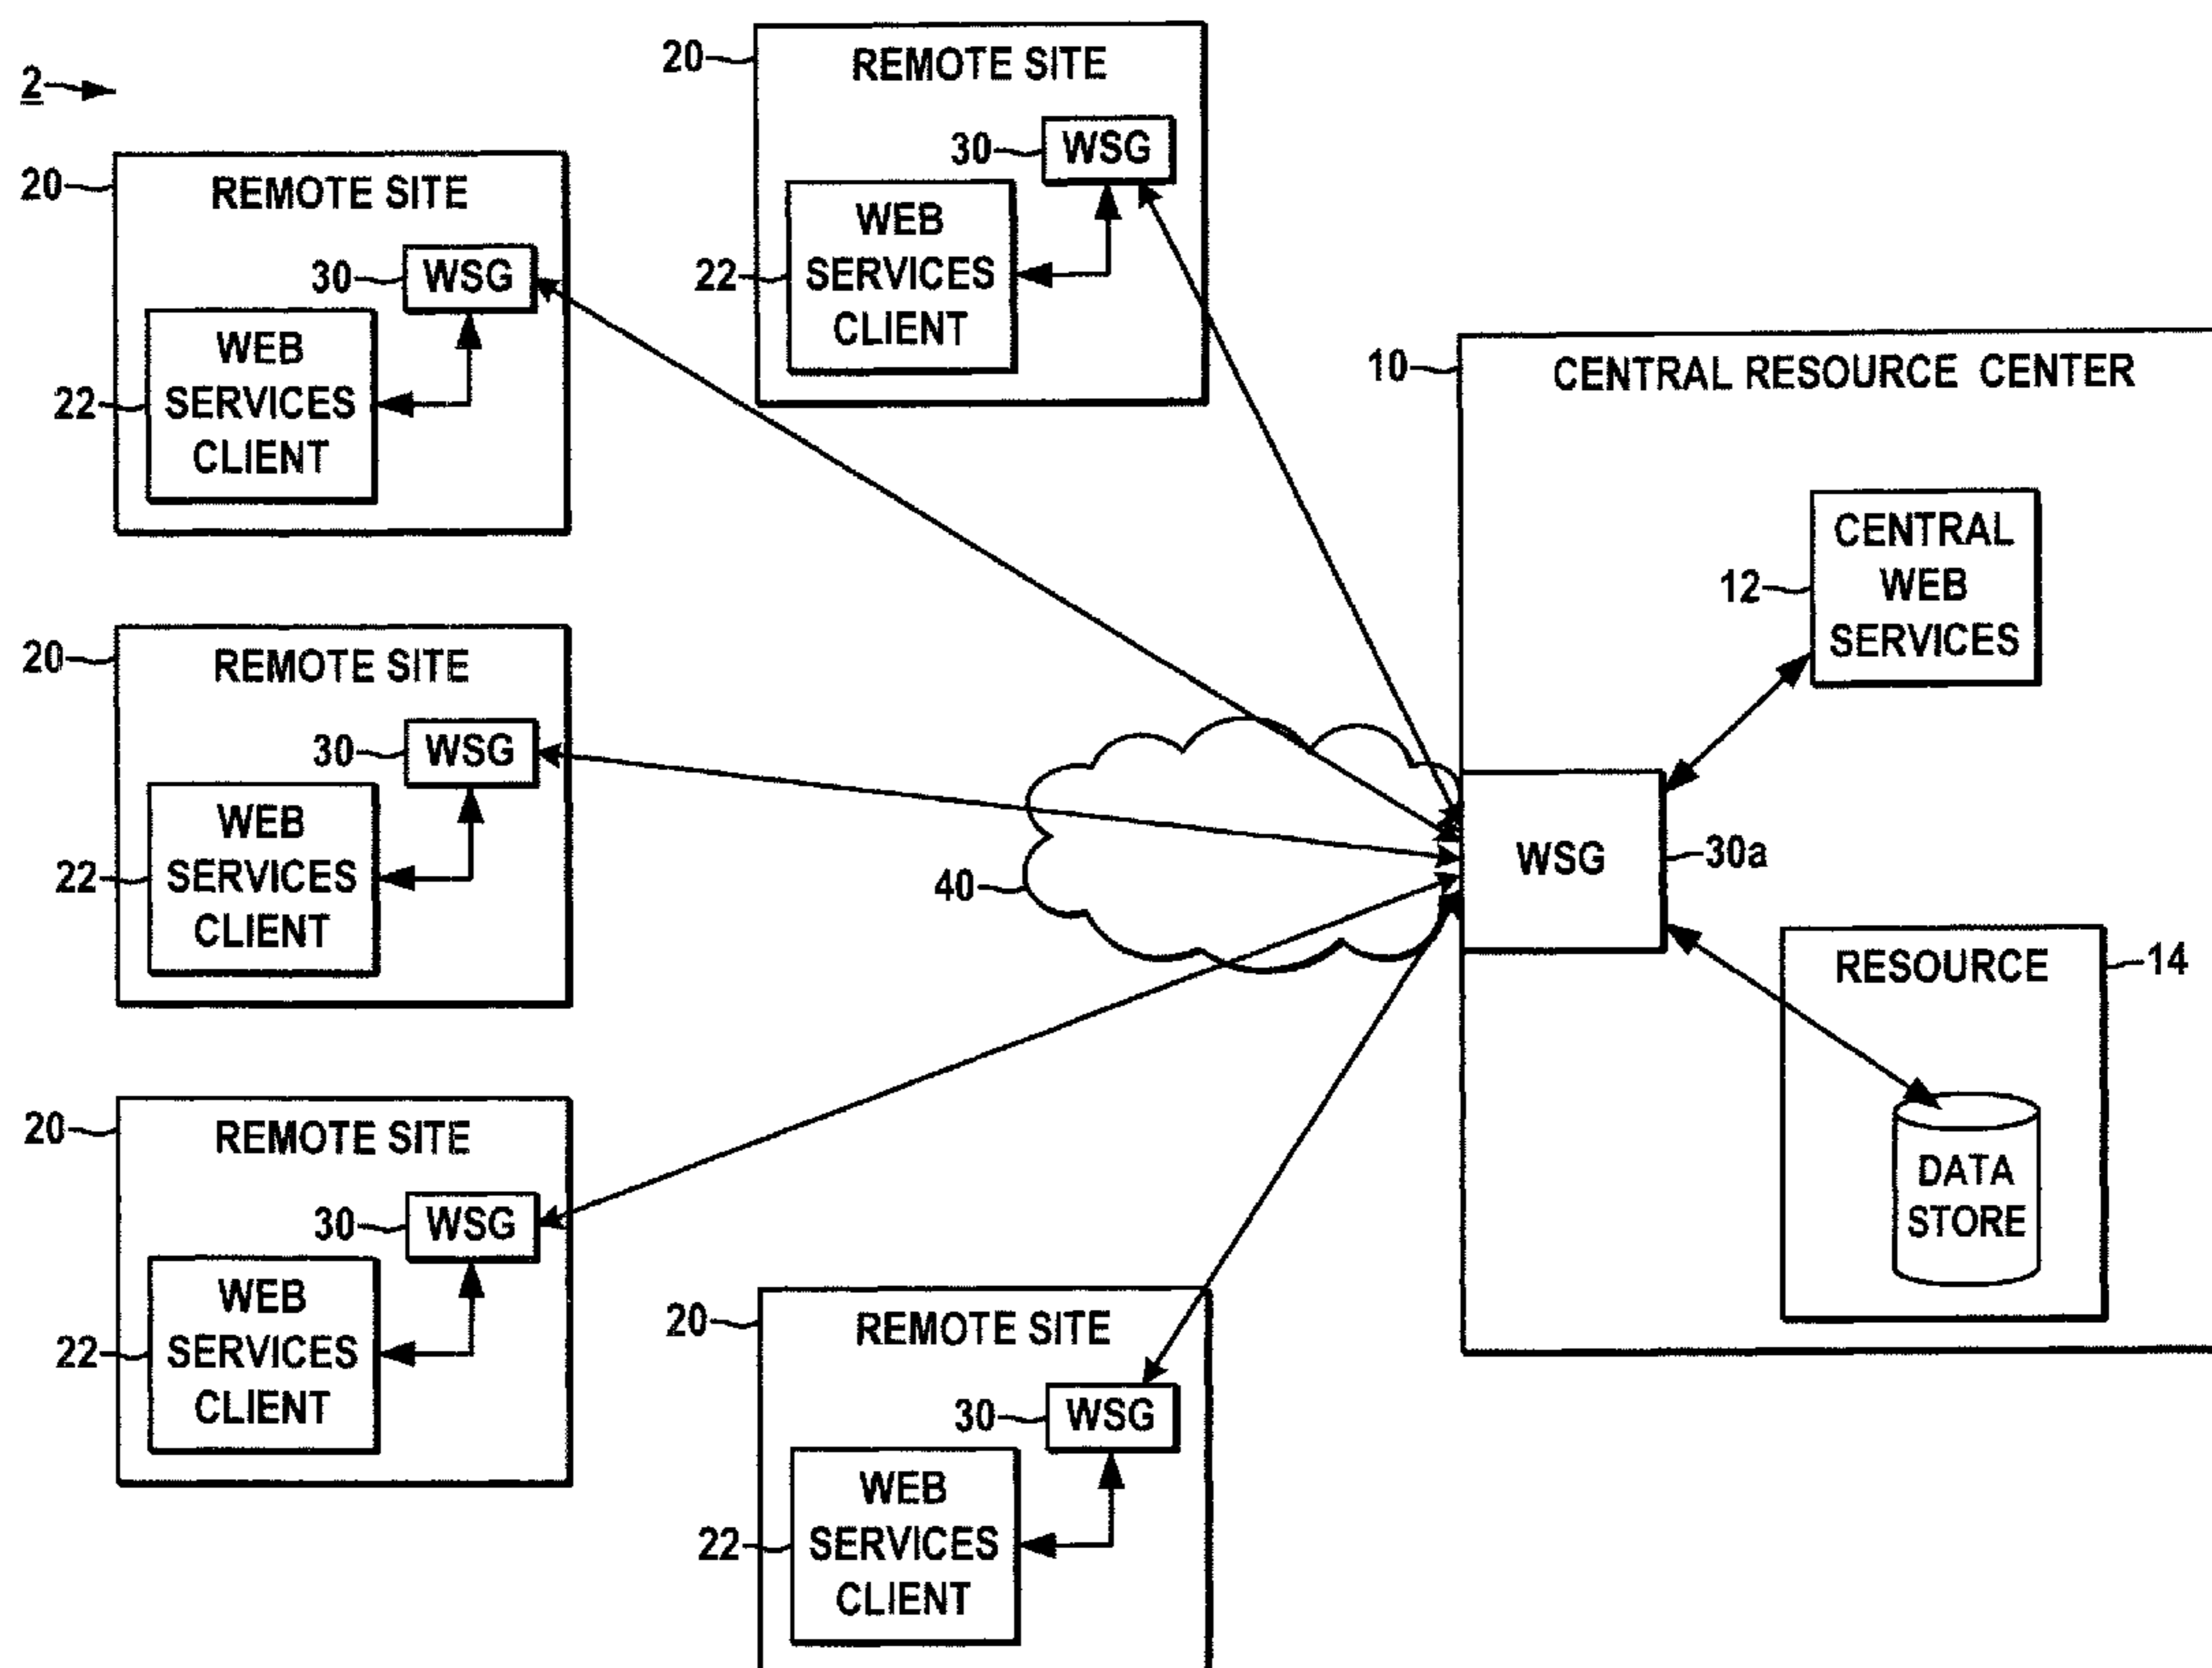 2
20
REMOTE SITE
30
WSG
22
WEB
SERVICES
CLIENT
20
REMOTE SITE
30
WSG
22
WEB
SERVICES
CLIENT
20
REMOTE SITE
30
WSG
22
WEB
SERVICES
CLIENT
20
REMOTE SITE
30
WSG
22
WEB
SERVICES
CLIENT
20
REMOTE SITE
30
WSG
22
WEB
SERVICES
CLIENT
40
10
CENTRAL RESOURCE CENTER
12
CENTRAL
WEB
SERVICES
WSG
30a
RESOURCE
14
DATA
STORE